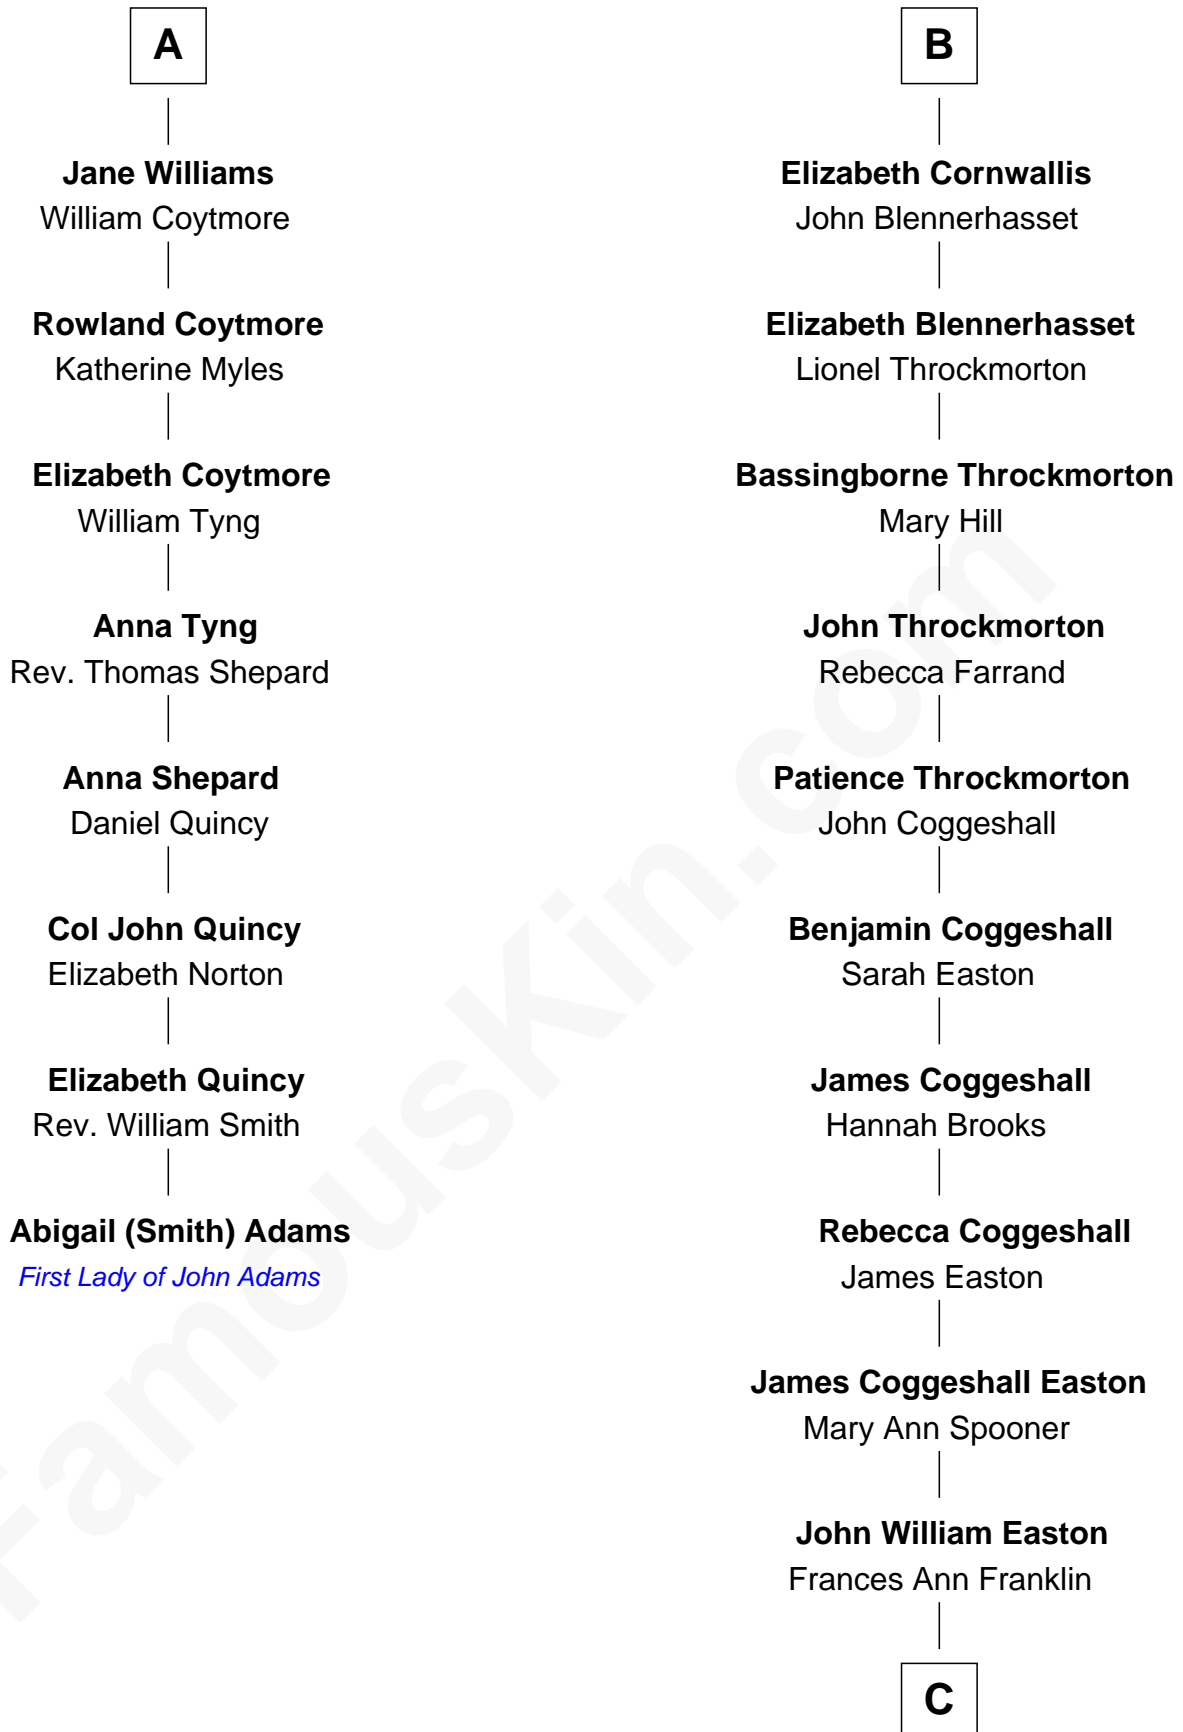 A
Jane Williams
William Coytmore
Rowland Coytmore
Katherine Myles
Elizabeth Coytmore
William Tyng
Anna Tyng
Rev. Thomas Shepard
Anna Shepard
Daniel Quincy
Col John Quincy
Elizabeth Norton
Elizabeth Quincy
Rev. William Smith
Abigail (Smith) Adams
First Lady of John Adams
B
Elizabeth Cornwallis
John Blennerhasset
Elizabeth Blennerhasset
Lionel Throckmorton
Bassingborne Throckmorton
Mary Hill
John Throckmorton
Rebecca Farrand
Patience Throckmorton
John Coggeshall
Benjamin Coggeshall
Sarah Easton
James Coggeshall
Hannah Brooks
Rebecca Coggeshall
James Easton
James Coggeshall Easton
Mary Ann Spooner
John William Easton
Frances Ann Franklin
C
FamousKin.com